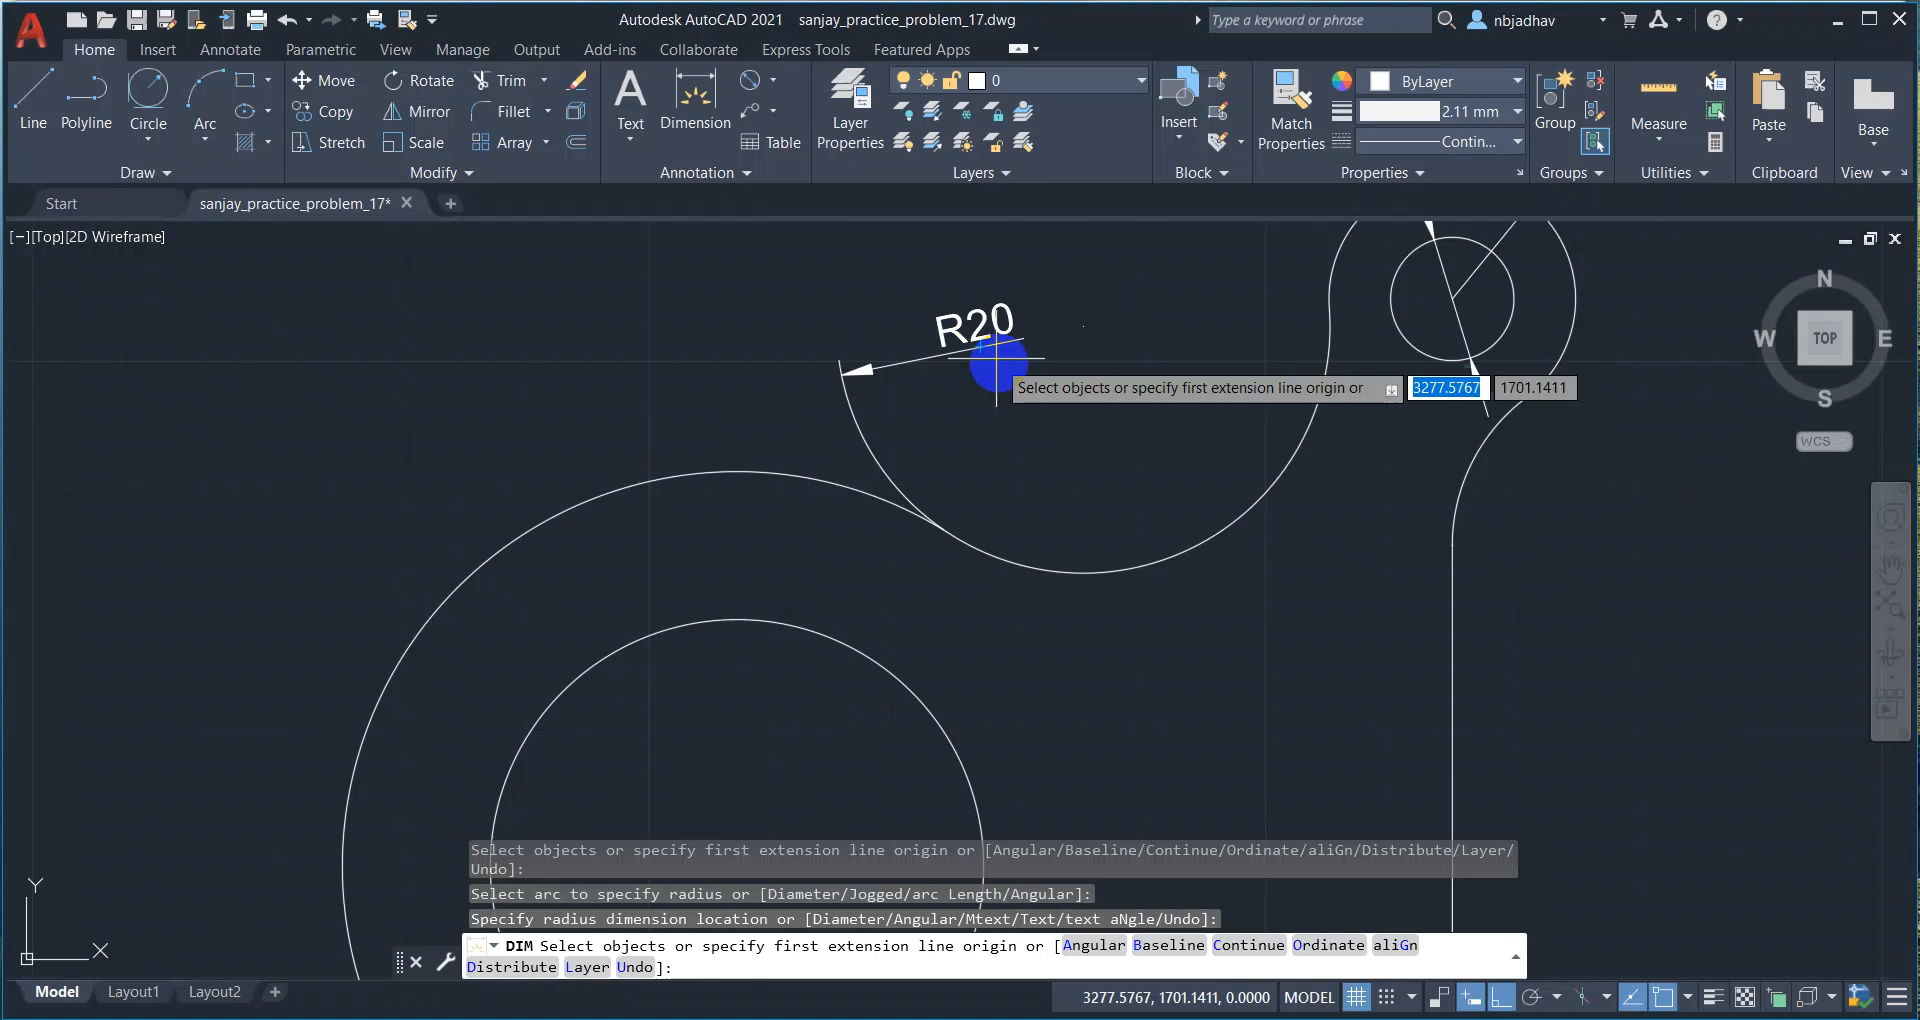 Autodesk AutoCAD 2021 sanjay_practice_problem_17.dwg
Type a keyword or phrase
nbjadhav
Home Insert Annotate Parametric View Manage Output Add-ins Collaborate Express Tools Featured Apps
Line Polyline Circle Arc
Move Rotate Trim
Copy Mirror Fillet
Stretch Scale Array
Text Dimension Table
Layer Properties
0
Insert
Match Properties
ByLayer
2.11 mm
Contin...
Group
Measure
Paste
Base
Draw Modify Annotation Layers Block Properties Groups Utilities Clipboard View
Start sanjay_practice_problem_17*
[−][Top][2D Wireframe]
N
W TOP E
S
WCS
R20
Select objects or specify first extension line origin or 3277.5767 1701.1411
Select objects or specify first extension line origin or [Angular/Baseline/Continue/Ordinate/aliGn/Distribute/Layer/
Undo]:
Select arc to specify radius or [Diameter/Jogged/arc Length/Angular]:
Specify radius dimension location or [Diameter/Angular/Mtext/Text/text aNgle/Undo]:
DIM Select objects or specify first extension line origin or [Angular Baseline Continue Ordinate aliGn
Distribute Layer Undo]:
Y
X
Model Layout1 Layout2
3277.5767, 1701.1411, 0.0000 MODEL